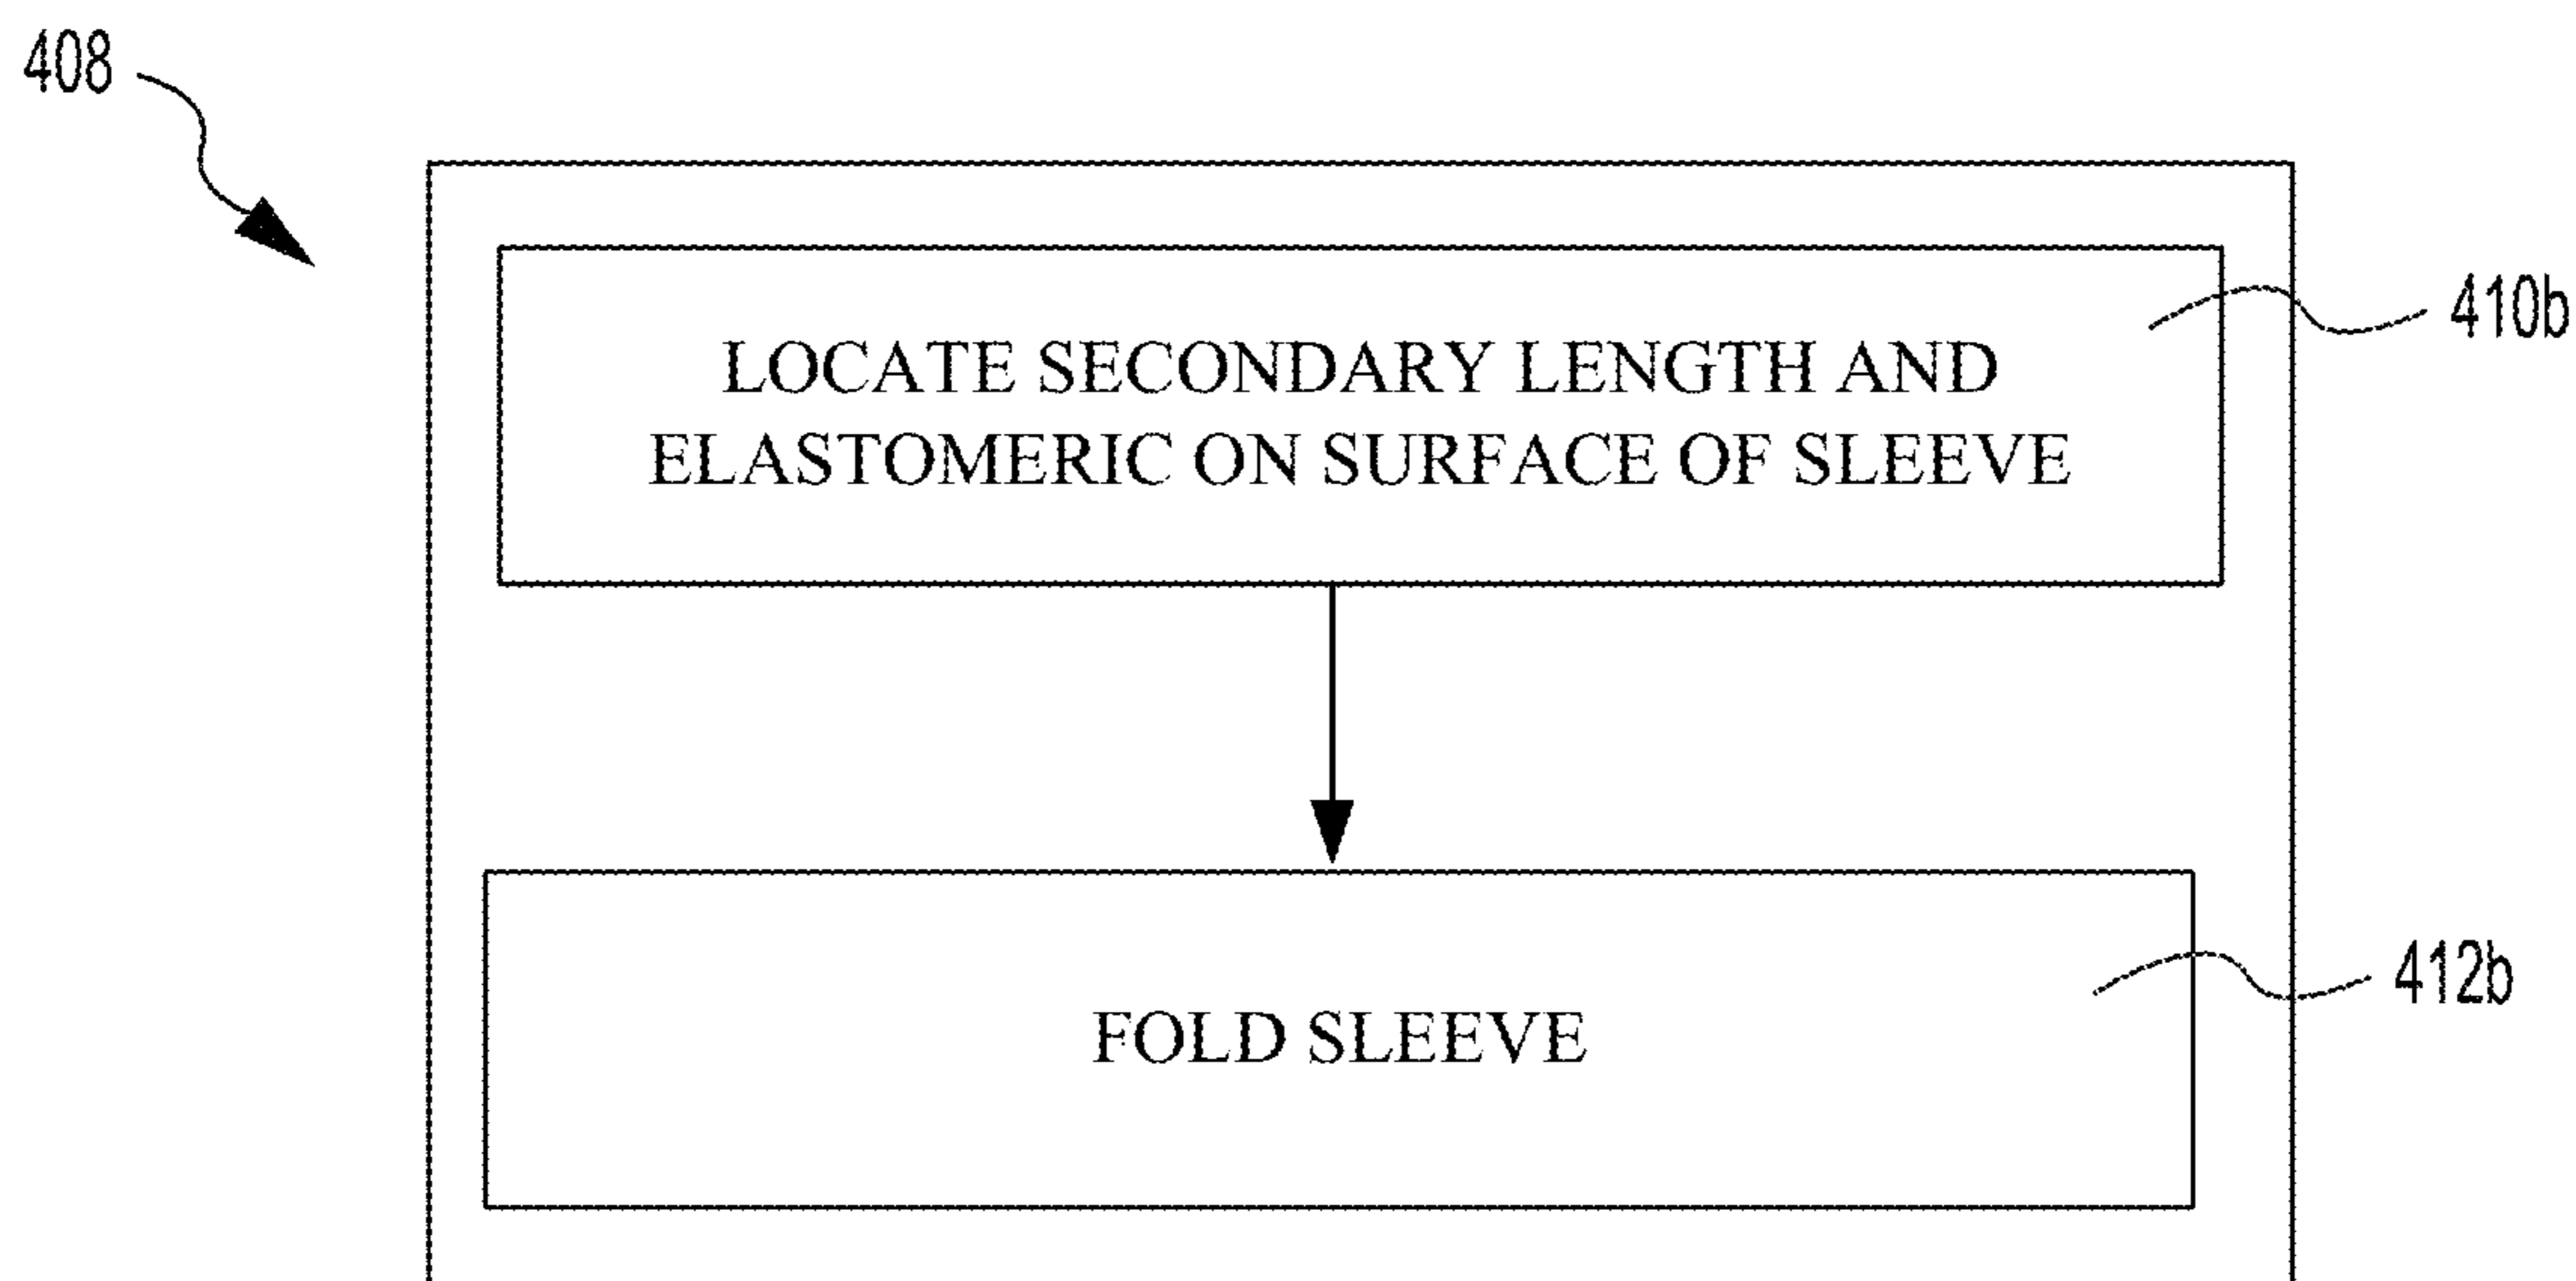 408
LOCATE SECONDARY LENGTH AND
ELASTOMERIC ON SURFACE OF SLEEVE
410b
FOLD SLEEVE
412b